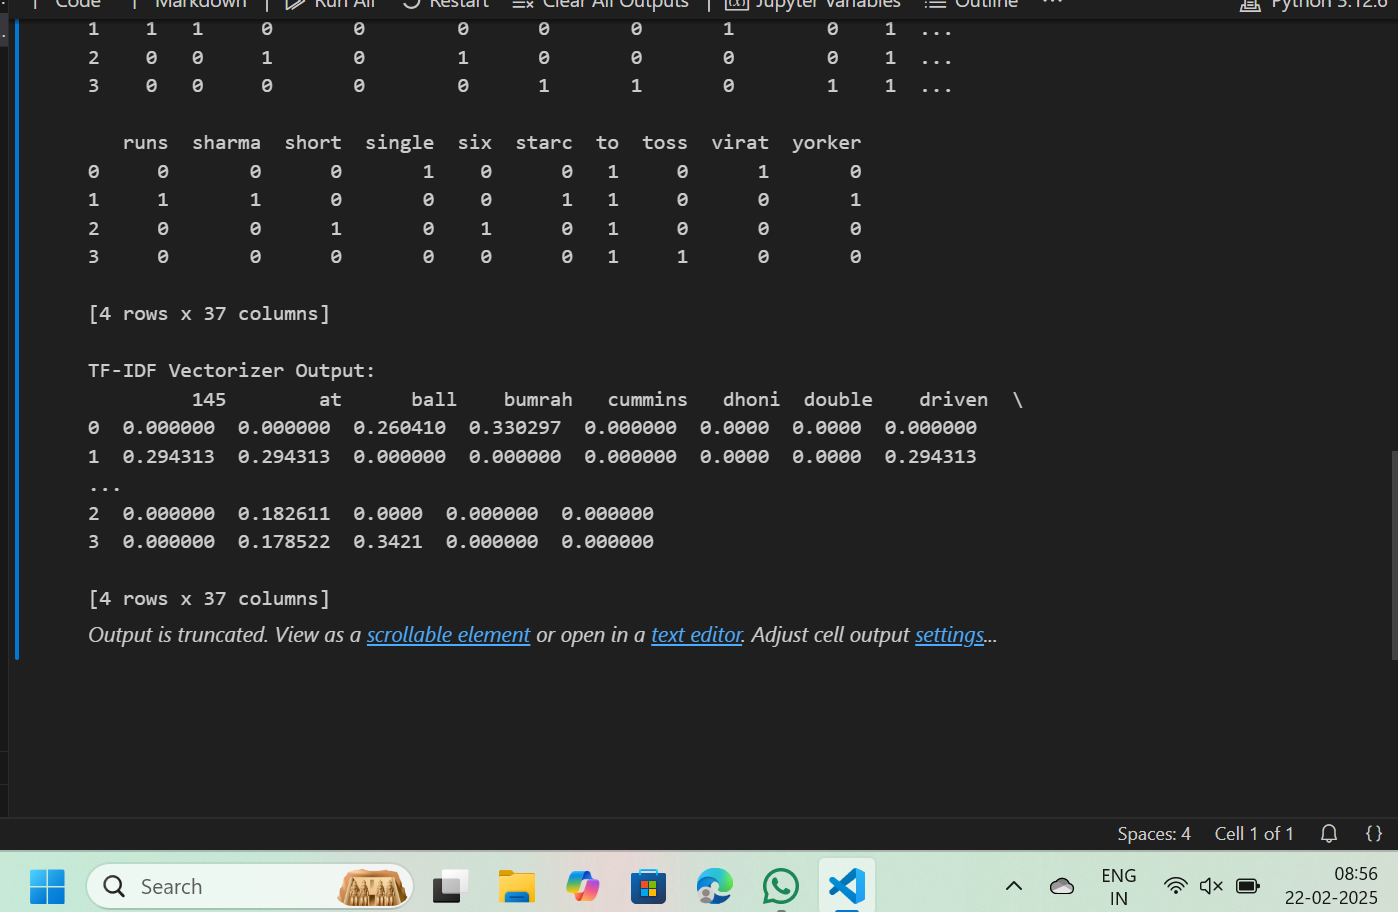 Code Markdown | Run All Restart Clear All Outputs | Jupyter Variables Outline ... Python 3.12.6
1 1 1 0 0 0 0 0 1 0 1 ...
2 0 0 1 0 1 0 0 0 0 1 ...
3 0 0 0 0 0 1 1 0 1 1 ...
runs sharma short single six starc to toss virat yorker
0 0 0 0 1 0 0 1 0 1 0
1 1 1 0 0 0 1 1 0 0 1
2 0 0 1 0 1 0 1 0 0 0
3 0 0 0 0 0 0 1 1 0 0
[4 rows x 37 columns]
TF-IDF Vectorizer Output:
145 at ball bumrah cummins dhoni double driven \
0 0.000000 0.000000 0.260410 0.330297 0.000000 0.0000 0.0000 0.000000
1 0.294313 0.294313 0.000000 0.000000 0.000000 0.0000 0.0000 0.294313
...
2 0.000000 0.182611 0.0000 0.000000 0.000000
3 0.000000 0.178522 0.3421 0.000000 0.000000
[4 rows x 37 columns]
Output is truncated. View as a scrollable element or open in a text editor. Adjust cell output settings...
Spaces: 4 Cell 1 of 1 {}
Search
ENG
IN
08:56
22-02-2025